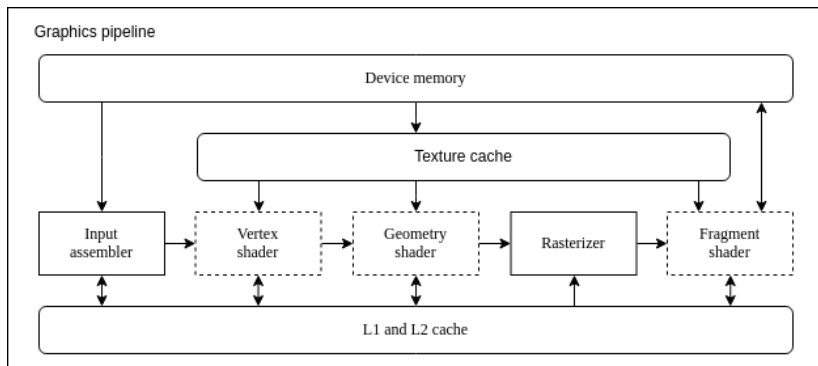 Graphics pipeline
Device memory
Texture cache
Input
assembler
Vertex
shader
Geometry
shader
Rasterizer
Fragment
shader
L1 and L2 cache